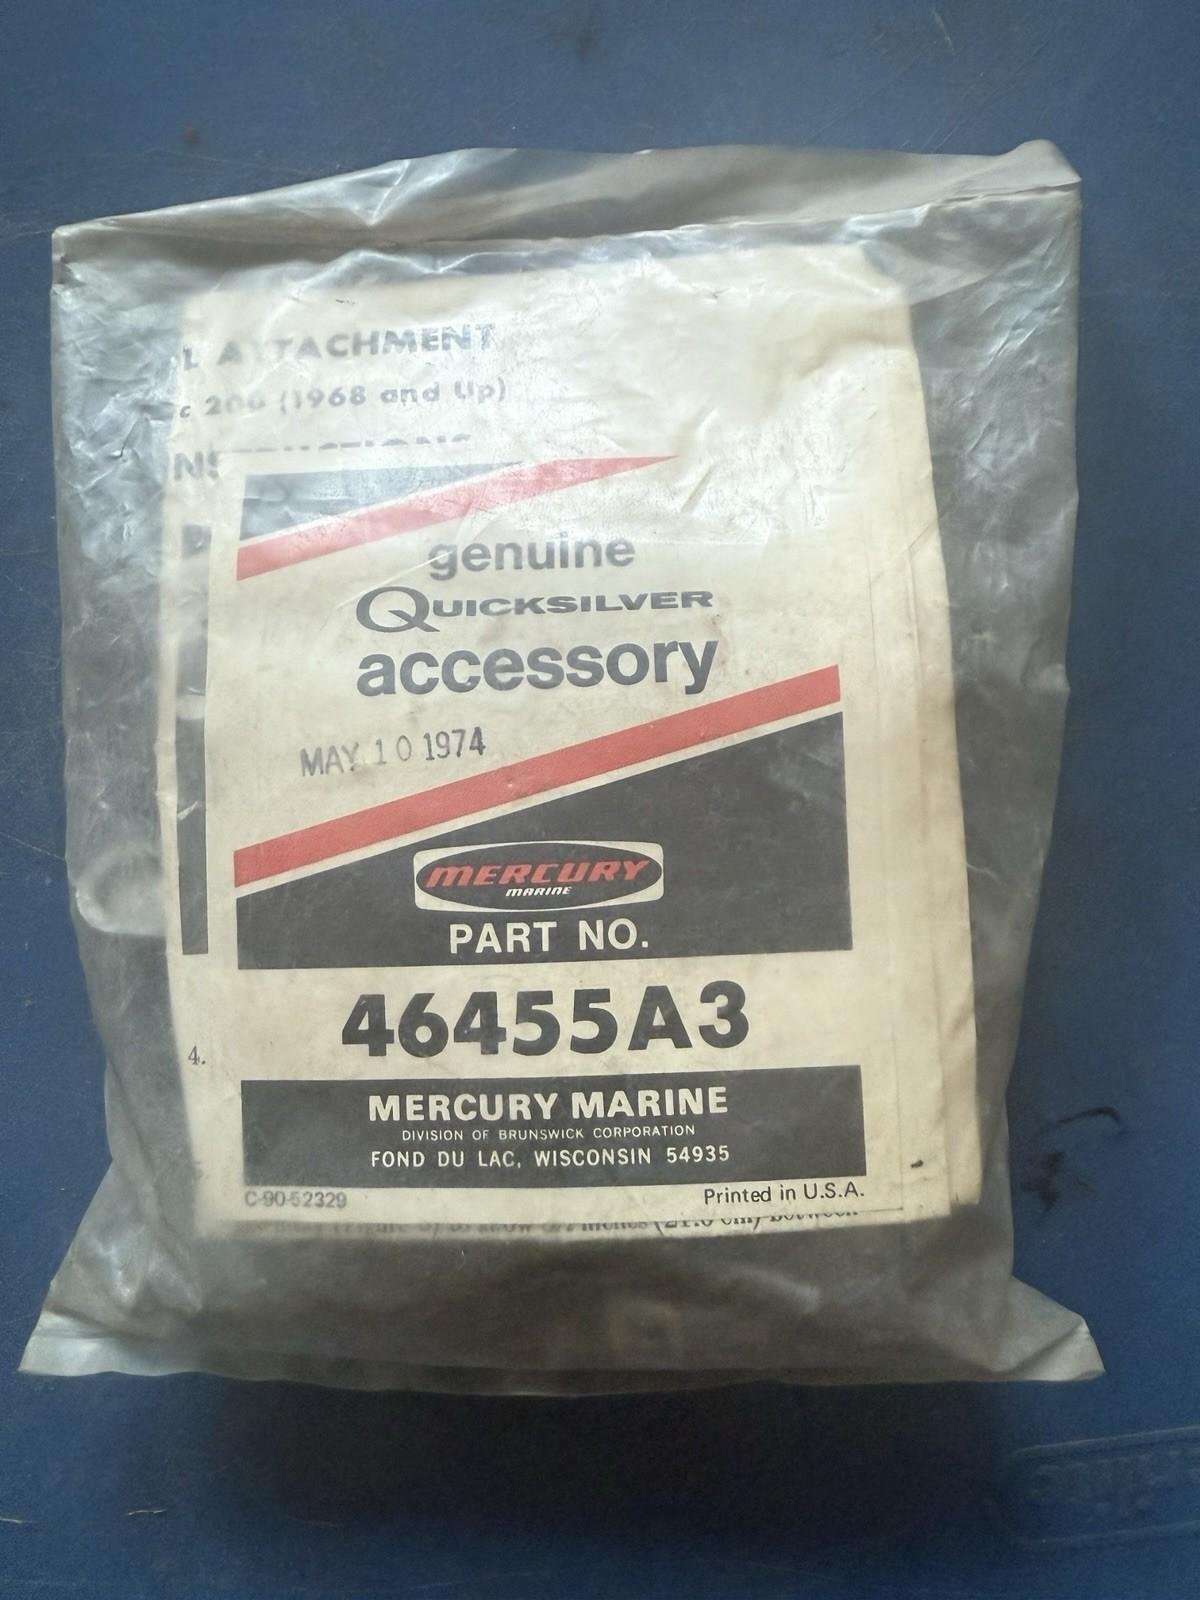 ATTACHMENT
200 (1968 and Up)
genuine
QUICKSILVER
accessory
MAY 10 1974
MERCURY
MARINE
PART NO.
46455A3
4.
MERCURY MARINE
DIVISION OF BRUNSWICK CORPORATION
FOND DU LAC, WISCONSIN 54935
C-90-52329
Printed in U.S.A.